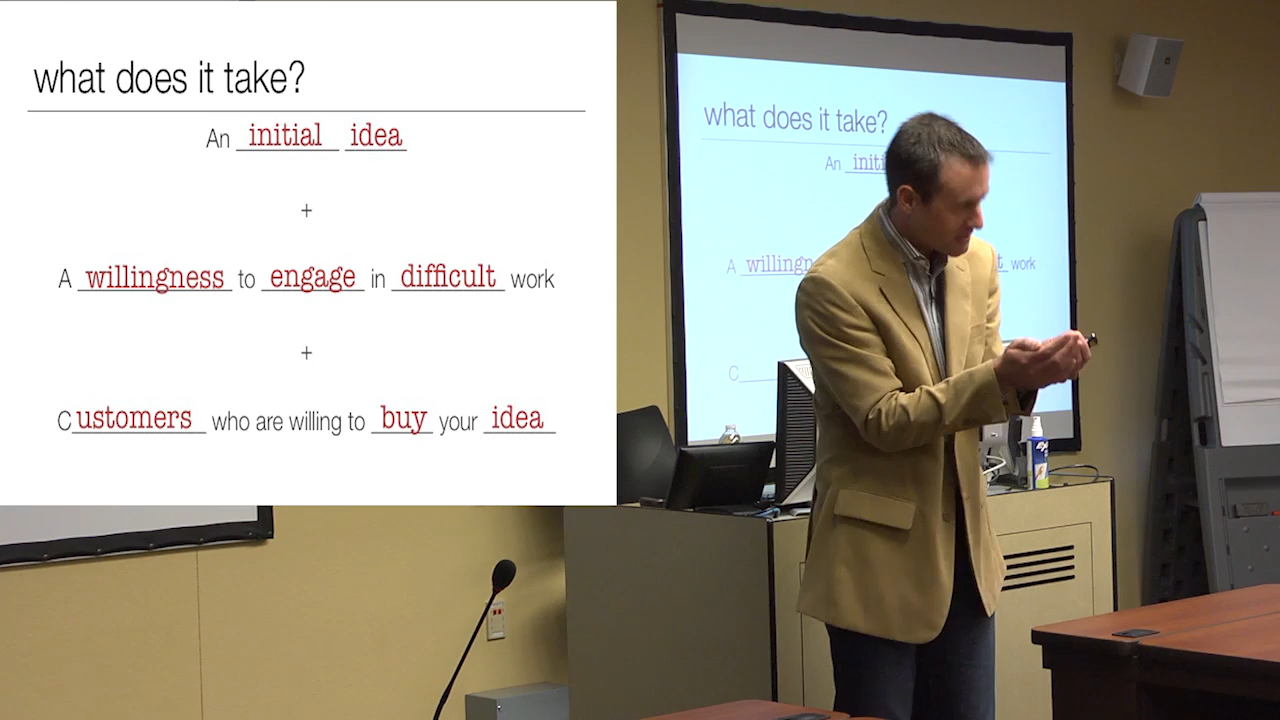 what does it take?
An initial idea
+
A willingness to engage in difficult work
+
Customers who are willing to buy your idea
what does it take?
An initi
A willingn t work
C